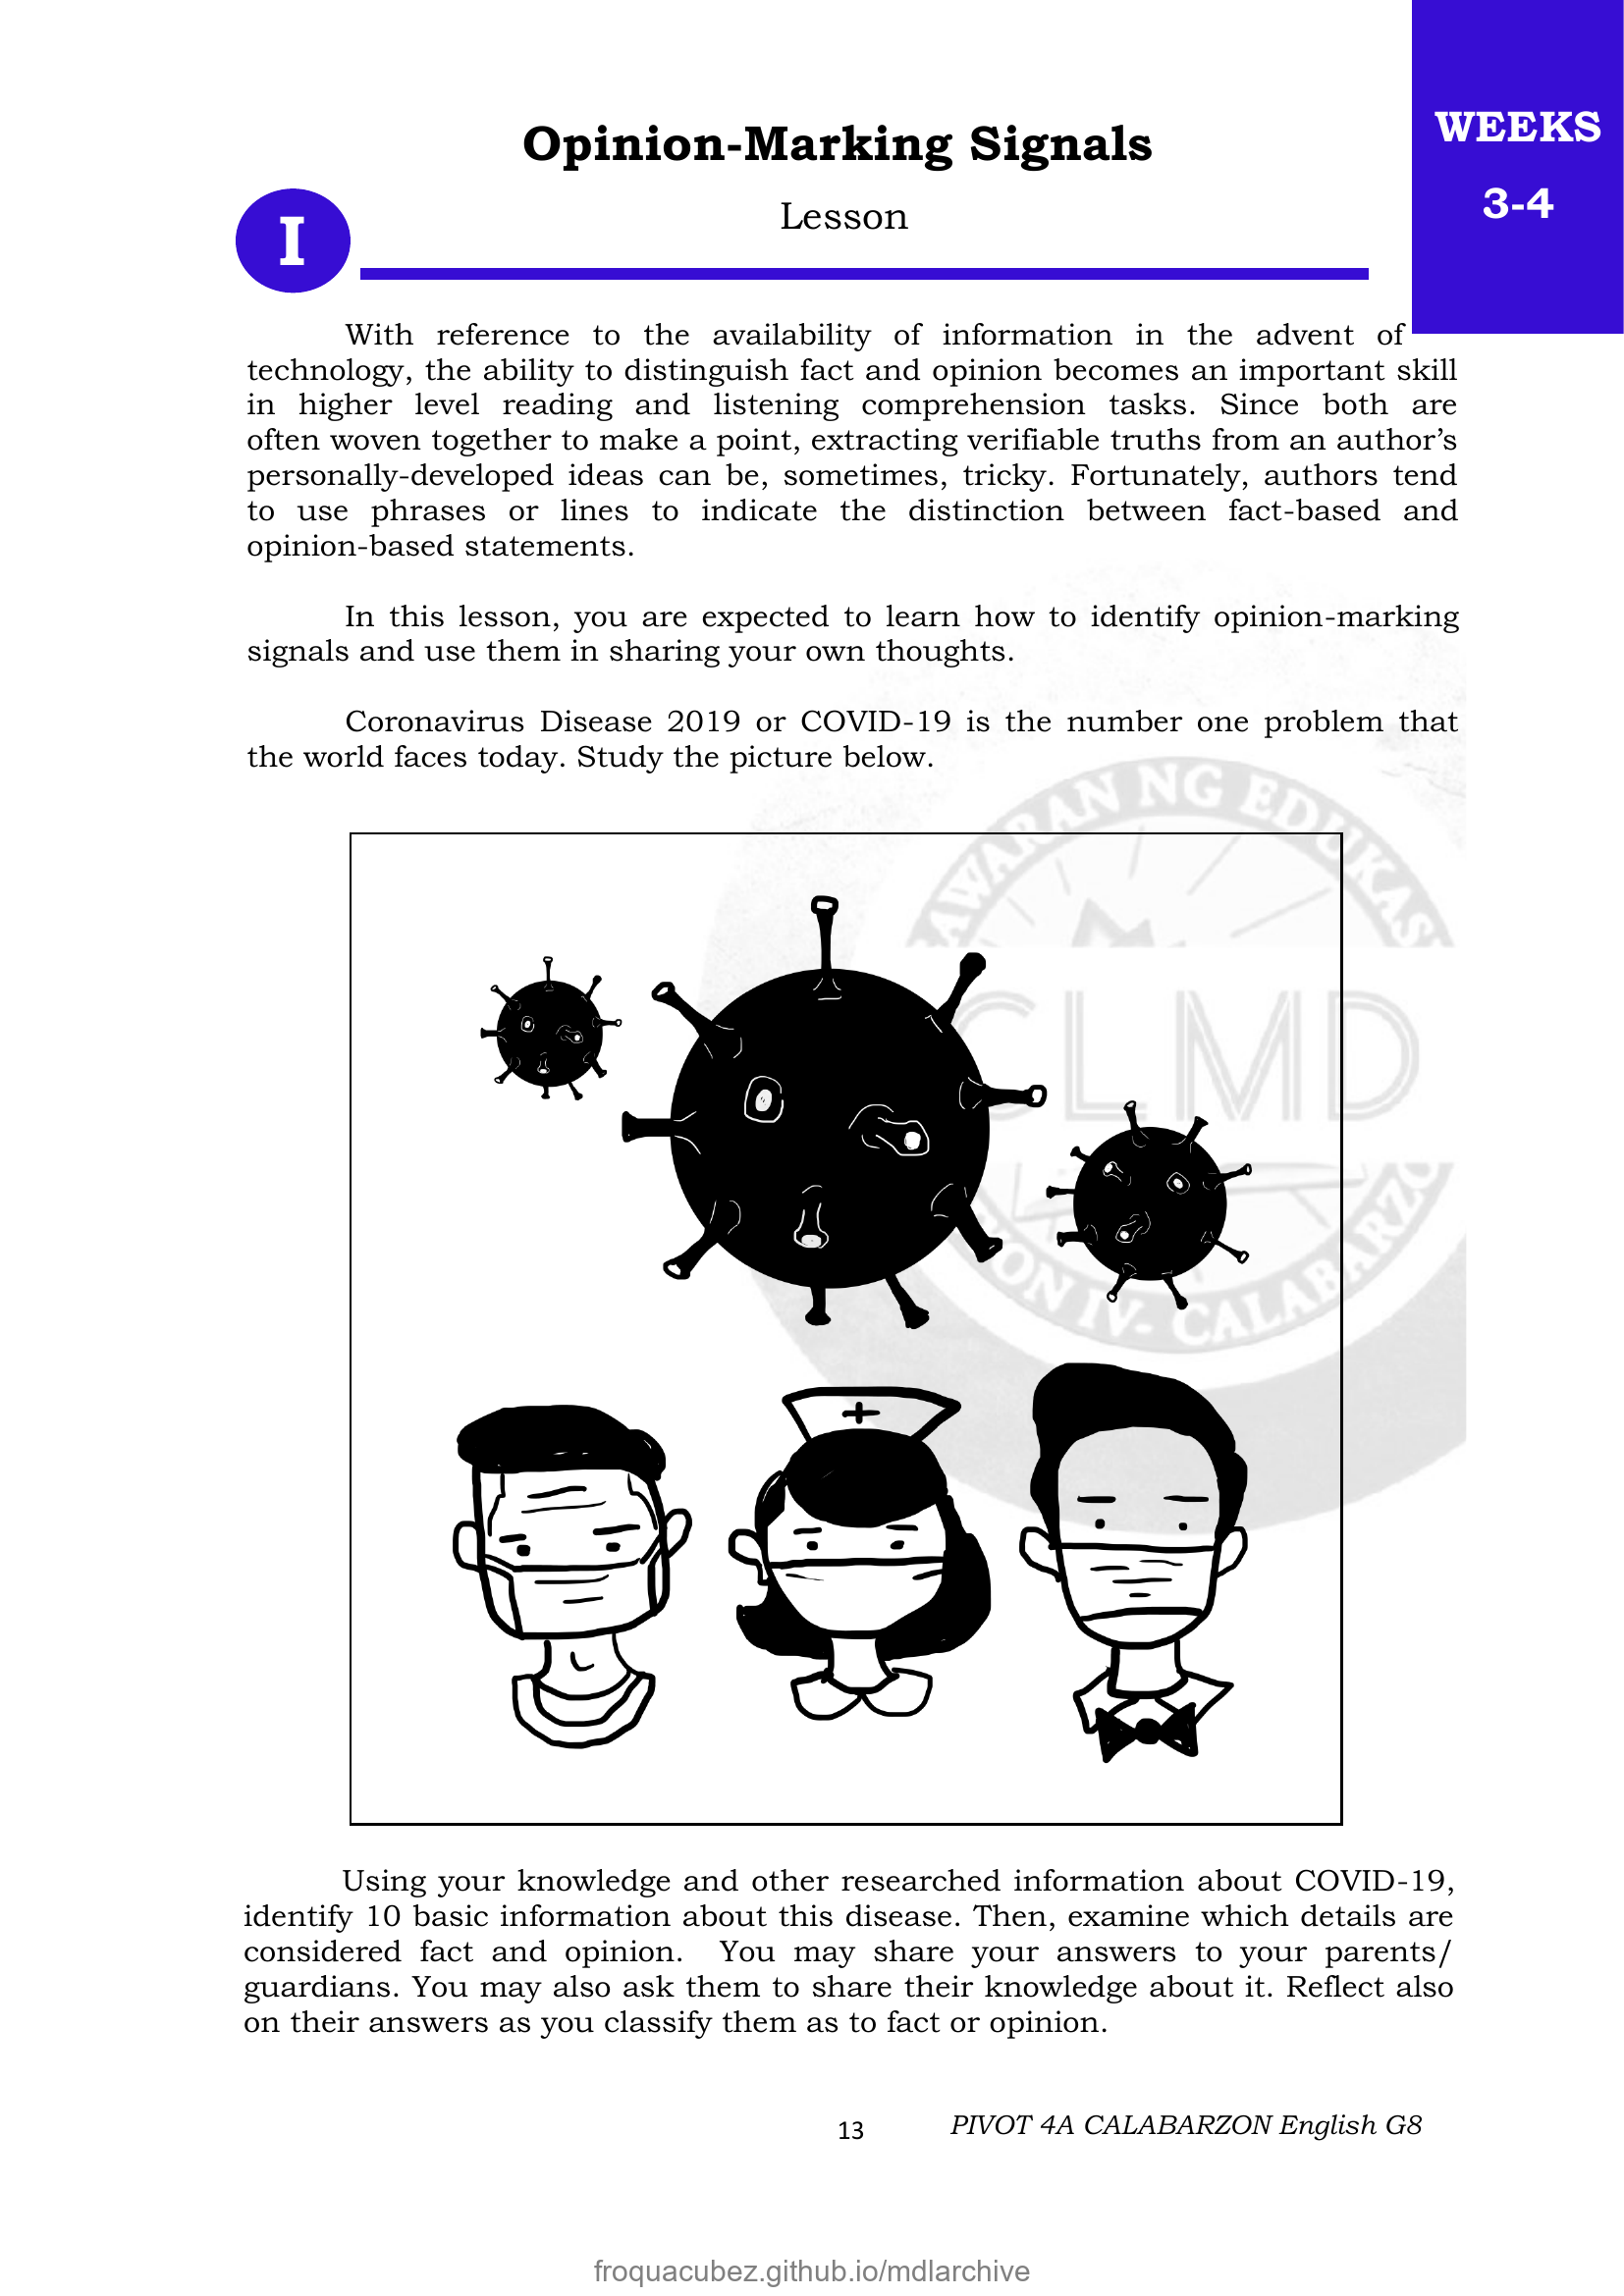 WEEKS
3-4
Opinion-Marking Signals
Lesson
I
With reference to the availability of information in the advent of
technology, the ability to distinguish fact and opinion becomes an important skill
in higher level reading and listening comprehension tasks. Since both are
often woven together to make a point, extracting verifiable truths from an author’s
personally-developed ideas can be, sometimes, tricky. Fortunately, authors tend
to use phrases or lines to indicate the distinction between fact-based and
opinion-based statements.
In this lesson, you are expected to learn how to identify opinion-marking
signals and use them in sharing your own thoughts.
Coronavirus Disease 2019 or COVID-19 is the number one problem that
the world faces today. Study the picture below.
AWARAN NG EDUKAS
CLMD
ON IV- CALABARZO
Using your knowledge and other researched information about COVID-19,
identify 10 basic information about this disease. Then, examine which details are
considered fact and opinion. You may share your answers to your parents/
guardians. You may also ask them to share their knowledge about it. Reflect also
on their answers as you classify them as to fact or opinion.
13
PIVOT 4A CALABARZON English G8
froquacubez.github.io/mdlarchive